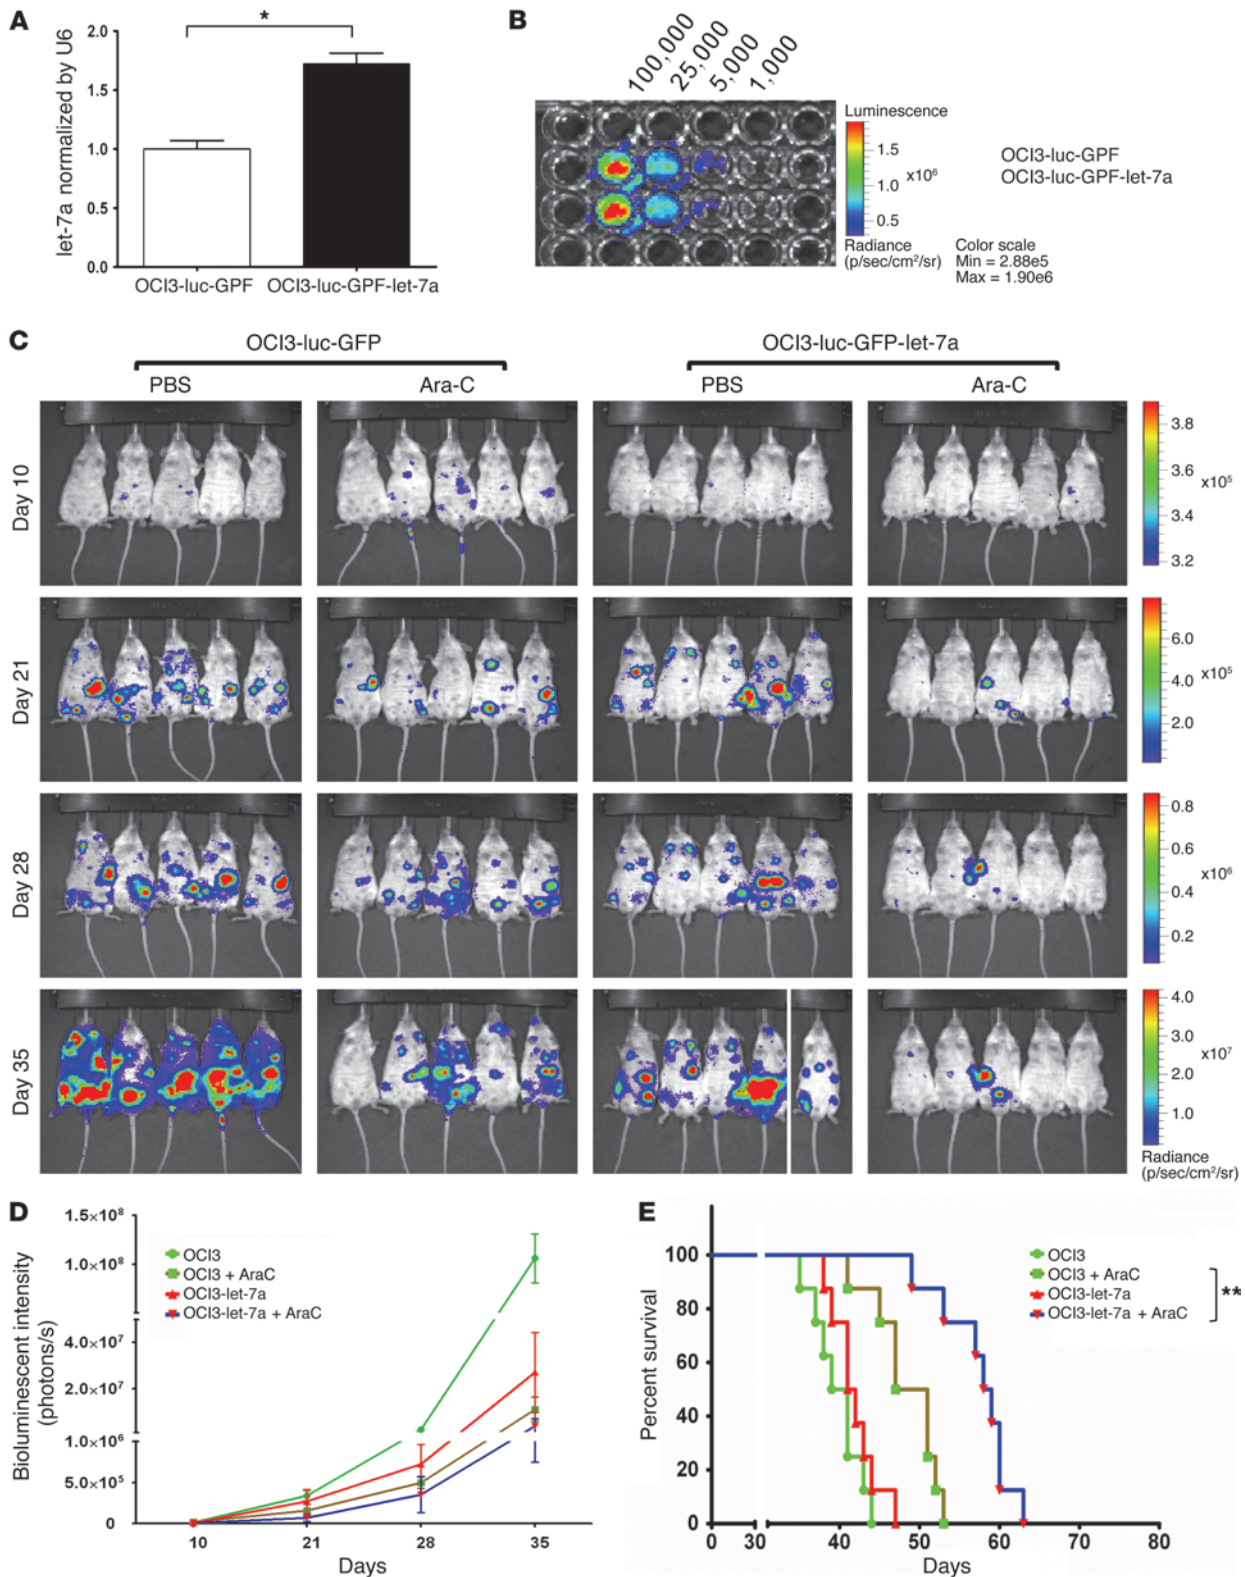 A
let-7a normalized by U6
2.0
1.5
1.0
0.5
0.0
*
OCI3-luc-GPF
OCI3-luc-GPF-let-7a
B
100,000
25,000
5,000
1,000
Luminescence
1.5
1.0
0.5
x10⁶
Radiance
(p/sec/cm²/sr)
Color scale
Min = 2.88e5
Max = 1.90e6
OCI3-luc-GPF
OCI3-luc-GPF-let-7a
C
OCI3-luc-GFP
OCI3-luc-GFP-let-7a
PBS
Ara-C
PBS
Ara-C
Day 10
3.8
3.6
3.4
3.2
x10⁵
Day 21
6.0
4.0
2.0
x10⁵
Day 28
0.8
0.6
0.4
0.2
x10⁶
Day 35
4.0
3.0
2.0
1.0
x10⁷
Radiance
(p/sec/cm²/sr)
D
Bioluminescent intensity
(photons/s)
1.5×10⁸
1.0×10⁸
4.0×10⁷
2.0×10⁷
1.0×10⁶
5.0×10⁵
0
OCI3
OCI3 + AraC
OCI3-let-7a
OCI3-let-7a + AraC
10
21
28
35
Days
E
Percent survival
100
80
60
40
20
0
OCI3
OCI3 + AraC
OCI3-let-7a
OCI3-let-7a + AraC
**
0
30
40
50
60
70
80
Days